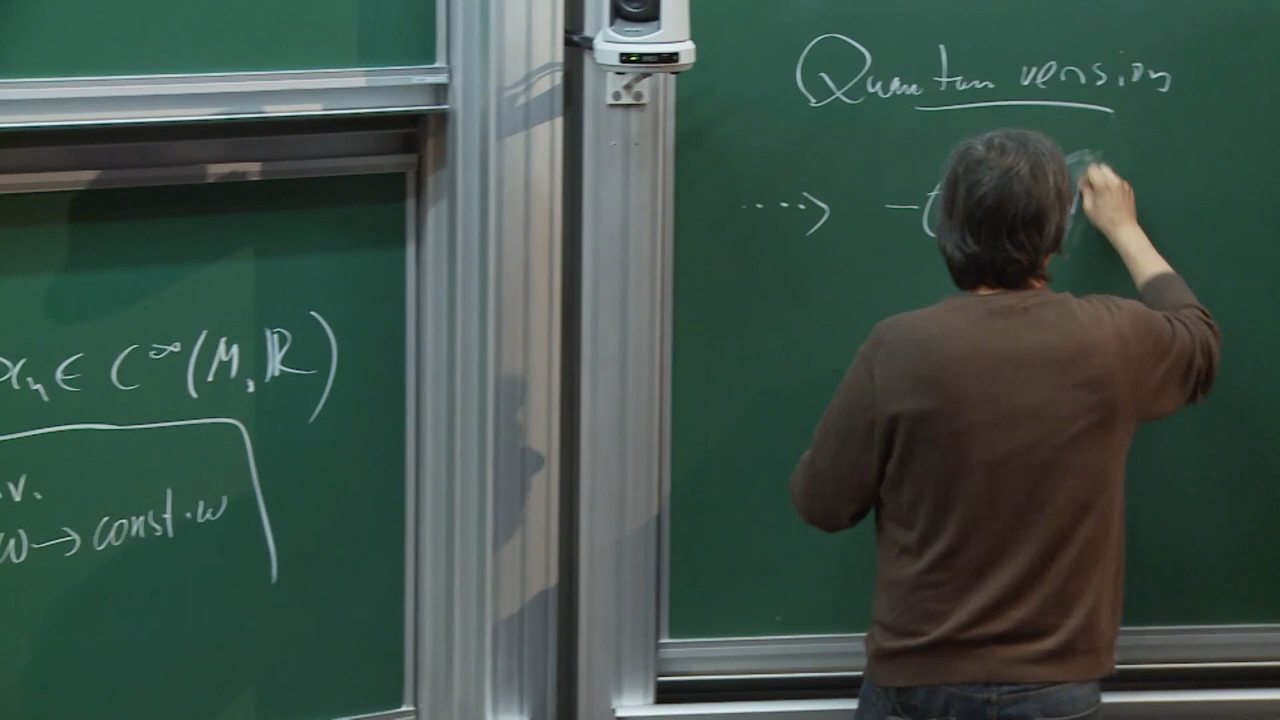 x_n ∈ C^∞(M, ℝ)
.v.
ω → const·ω
Quantum version
....> -(